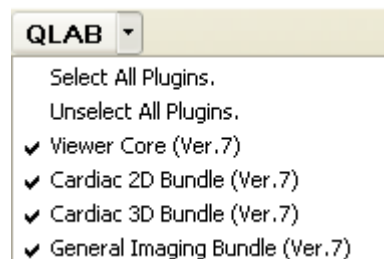 QLAB
Select All Plugins.
Unselect All Plugins.
Viewer Core (Ver.7)
Cardiac 2D Bundle (Ver.7)
Cardiac 3D Bundle (Ver.7)
General Imaging Bundle (Ver.7)